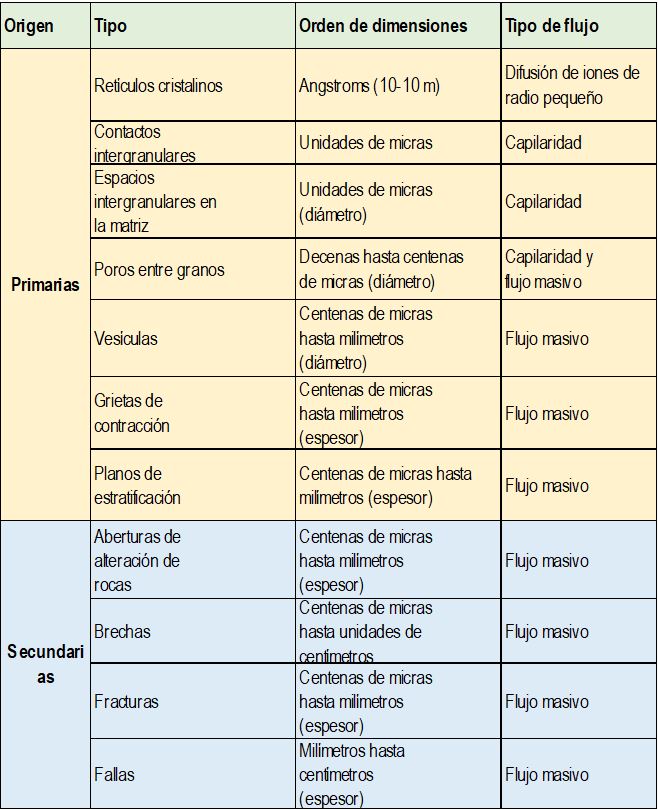 Origen Tipo Orden de dimensiones Tipo de flujo
Primarias
Retículos cristalinos Angstroms (10-10 m) Difusión de iones de
radio pequeño
Contactos
intergranulares Unidades de micras Capilaridad
Espacios
intergranulares en
la matriz Unidades de micras
(diámetro) Capilaridad
Poros entre granos Decenas hasta centenas
de micras (diámetro) Capilaridad y
flujo masivo
Vesículas Centenas de micras
hasta milímetros
(diámetro) Flujo masivo
Grietas de
contracción Centenas de micras
hasta milímetros
(espesor) Flujo masivo
Planos de
estratificación Centenas de micras hasta
milímetros (espesor) Flujo masivo
Secundari
as
Aberturas de
alteración de
rocas Centenas de micras
hasta milímetros
(espesor) Flujo masivo
Brechas Centenas de micras
hasta unidades de
centímetros Flujo masivo
Fracturas Centenas de micras
hasta milímetros
(espesor) Flujo masivo
Fallas Milímetros hasta
centímetros
(espesor) Flujo masivo